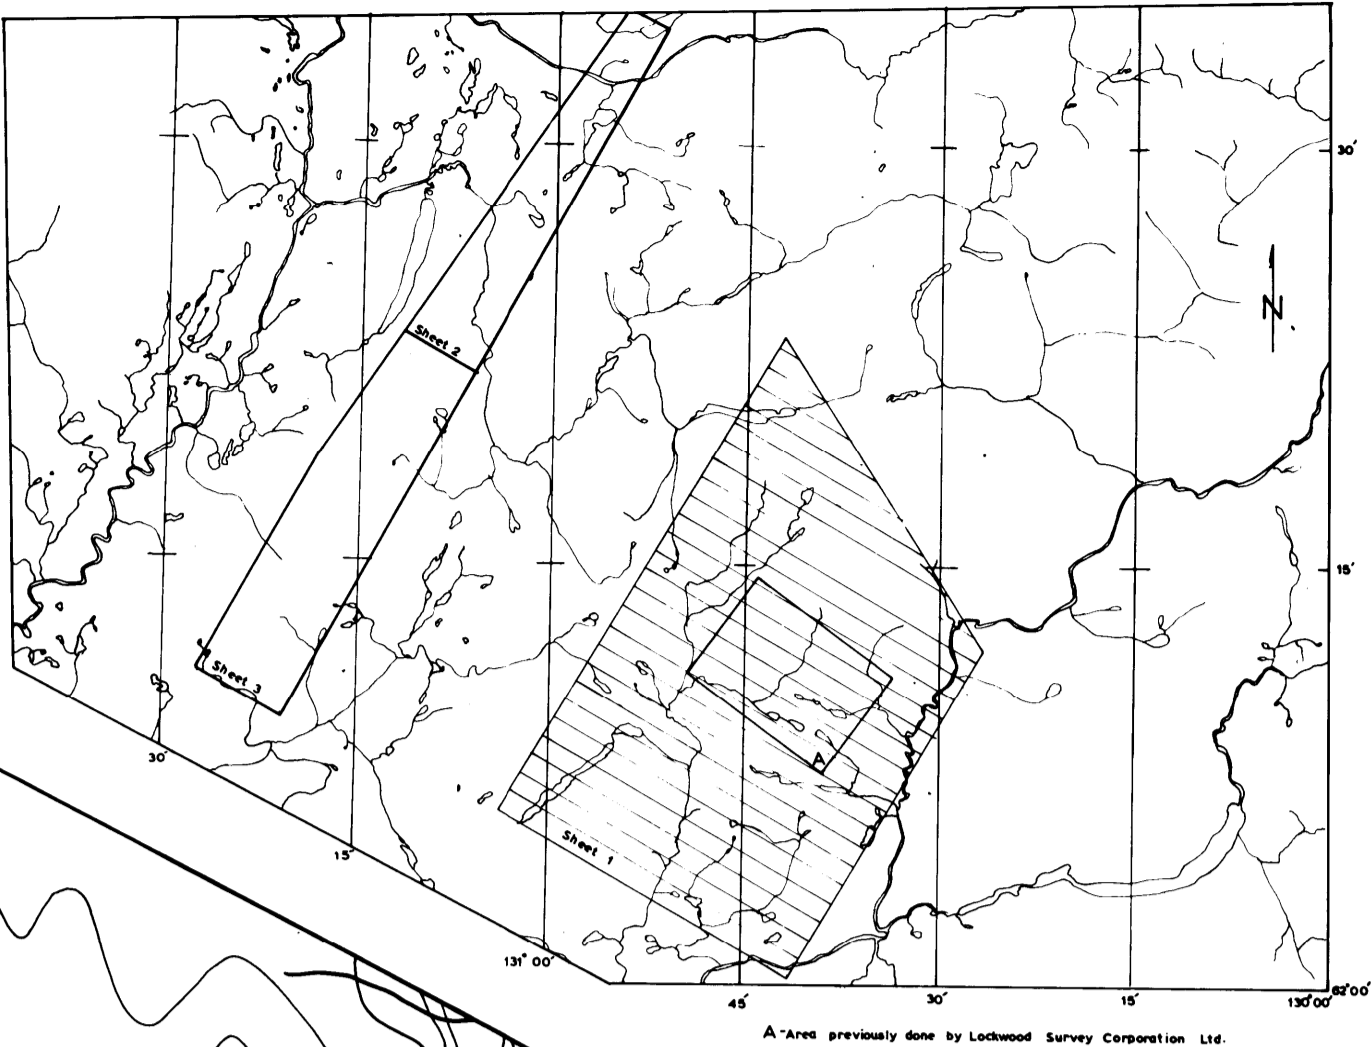 30′
N
Sheet 2
15′
Sheet 3
A
30′
Sheet 1
15′
131° 00′
45′
30′
15′
130°00′
62°00′
A - Area previously done by Lockwood Survey Corporation Ltd.